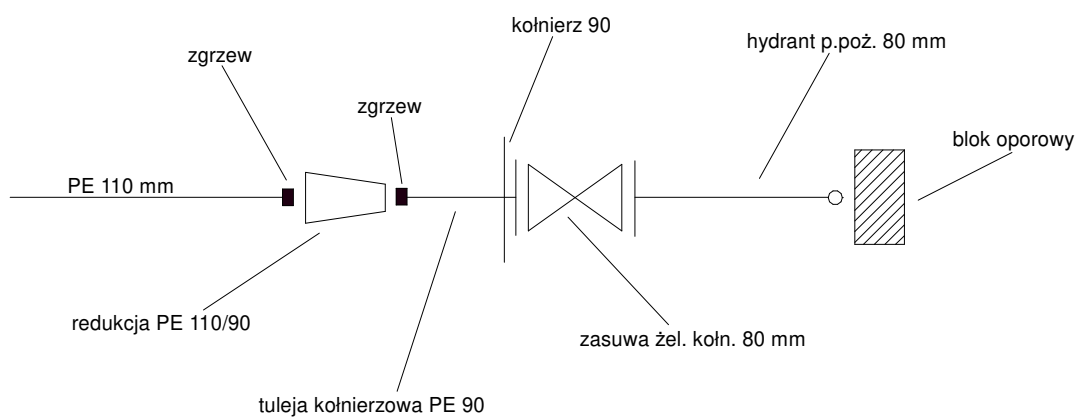 kołnierz 90
hydrant p.poż. 80 mm
zgrzew
zgrzew
blok oporowy
PE 110 mm
redukcja PE 110/90
zasuwa żel. kołn. 80 mm
tuleja kołnierzowa PE 90